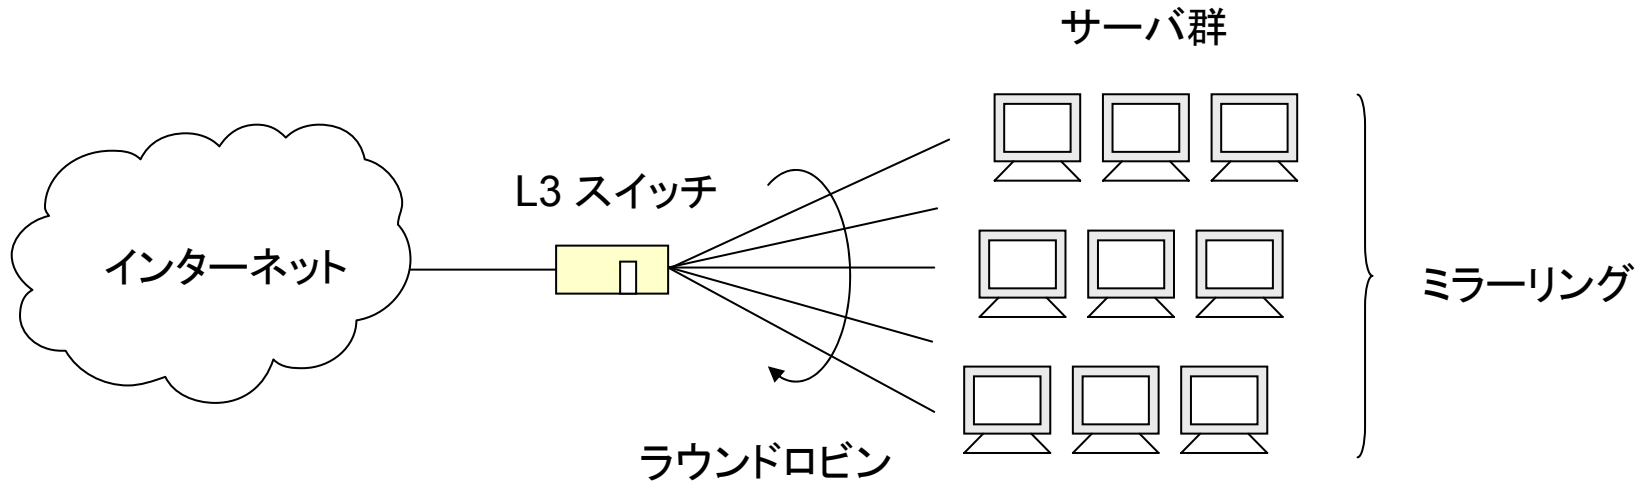 サーバ群
L3 スイッチ
インターネット
ミラーリング
ラウンドロビン